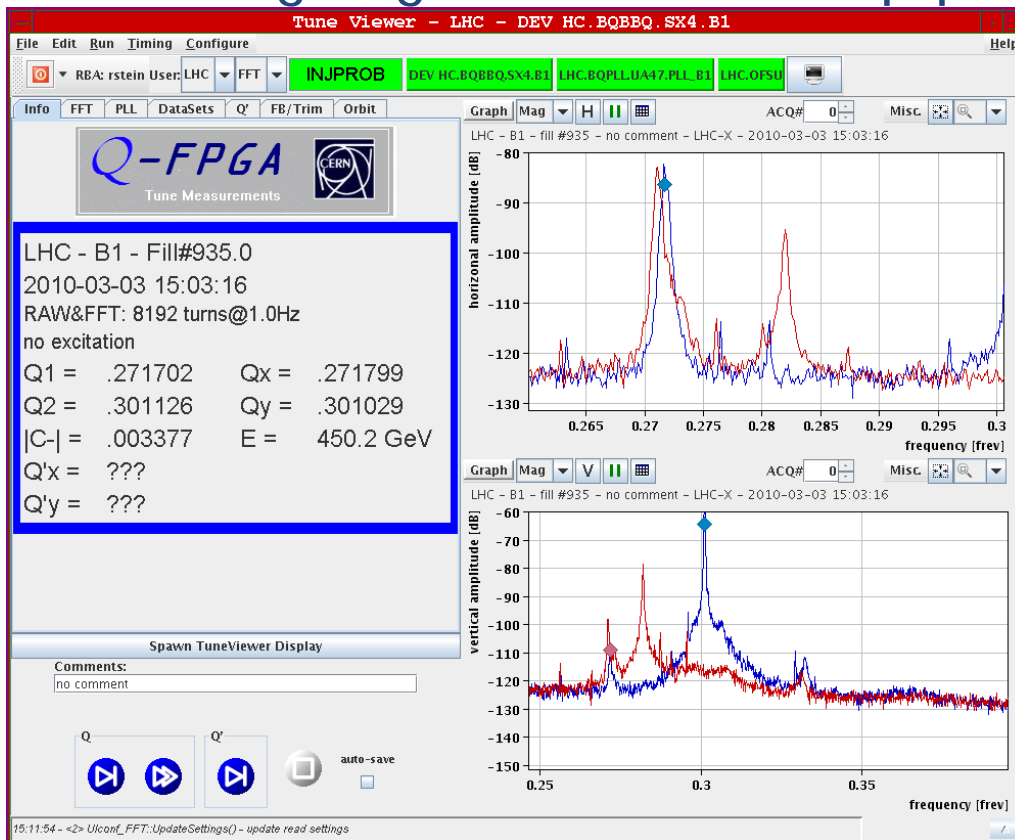 Tune Viewer - LHC - DEV HC.BQBBQ.SX4.B1
File Edit Run Timing Configure Help
RBA: rstein User: LHC FFT INJPROB DEV HC.BQBBQ.SX4.B1 LHC.BQPLL.UA47.PLL_B1 LHC.OFSU
Info FFT PLL DataSets Q' FB/Trim Orbit
Q-FPGA
Tune Measurements
CERN
LHC - B1 - Fill#935.0
2010-03-03 15:03:16
RAW&FFT: 8192 turns@1.0Hz
no excitation
Q1 = .271702 Qx = .271799
Q2 = .301126 Qy = .301029
|C-| = .003377 E = 450.2 GeV
Q'x = ???
Q'y = ???
Spawn TuneViewer Display
Comments:
no comment
Q Q'
auto-save
Graph Mag H ACQ# 0 Misc.
LHC - B1 - fill #935 - no comment - LHC-X - 2010-03-03 15:03:16
horizonal amplitude [dB]
-80
-90
-100
-110
-120
-130
0.265 0.27 0.275 0.28 0.285 0.29 0.295 0.3
frequency [frev]
Graph Mag V ACQ# 0 Misc.
LHC - B1 - fill #935 - no comment - LHC-X - 2010-03-03 15:03:16
vertical amplitude [dB]
-60
-70
-80
-90
-100
-110
-120
-130
-140
-150
0.25 0.3 0.35
frequency [frev]
15:11:54 - <2> UIconf_FFT::UpdateSettings() - update read settings